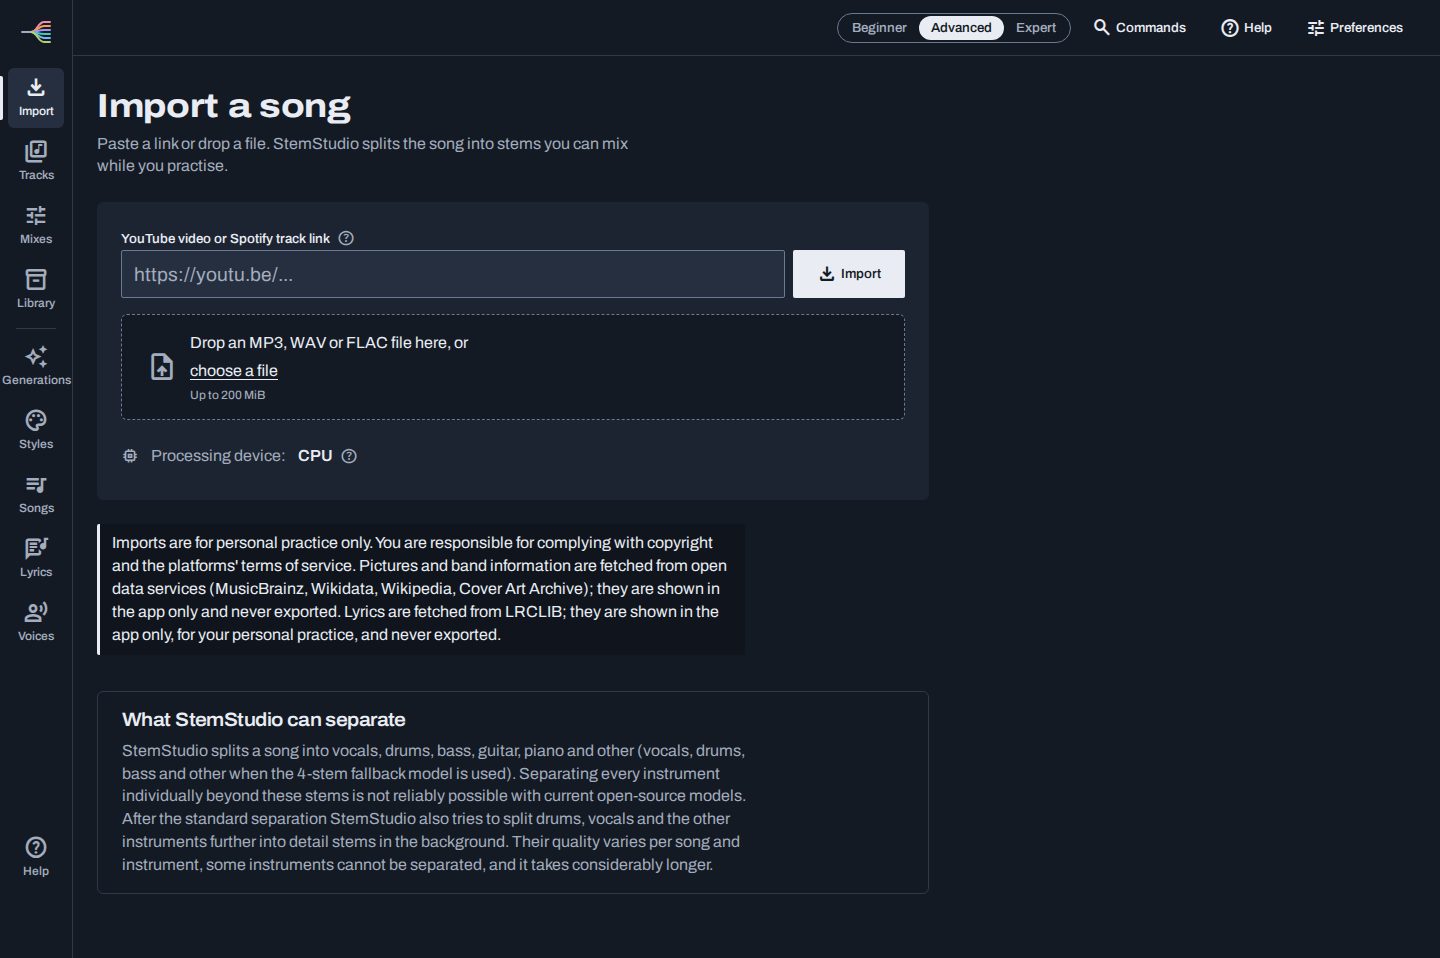 Beginner
Advanced
Expert
Commands
Help
Preferences
Import
Tracks
Mixes
Library
Generations
Styles
Songs
Lyrics
Voices
Help
Import a song
Paste a link or drop a file. StemStudio splits the song into stems you can mix
while you practise.
YouTube video or Spotify track link
https://youtu.be/...
Import
Drop an MP3, WAV or FLAC file here, or
choose a file
Up to 200 MiB
Processing device: CPU
Imports are for personal practice only. You are responsible for complying with copyright
and the platforms' terms of service. Pictures and band information are fetched from open
data services (MusicBrainz, Wikidata, Wikipedia, Cover Art Archive); they are shown in
the app only and never exported. Lyrics are fetched from LRCLIB; they are shown in the
app only, for your personal practice, and never exported.
What StemStudio can separate
StemStudio splits a song into vocals, drums, bass, guitar, piano and other (vocals, drums,
bass and other when the 4-stem fallback model is used). Separating every instrument
individually beyond these stems is not reliably possible with current open-source models.
After the standard separation StemStudio also tries to split drums, vocals and the other
instruments further into detail stems in the background. Their quality varies per song and
instrument, some instruments cannot be separated, and it takes considerably longer.